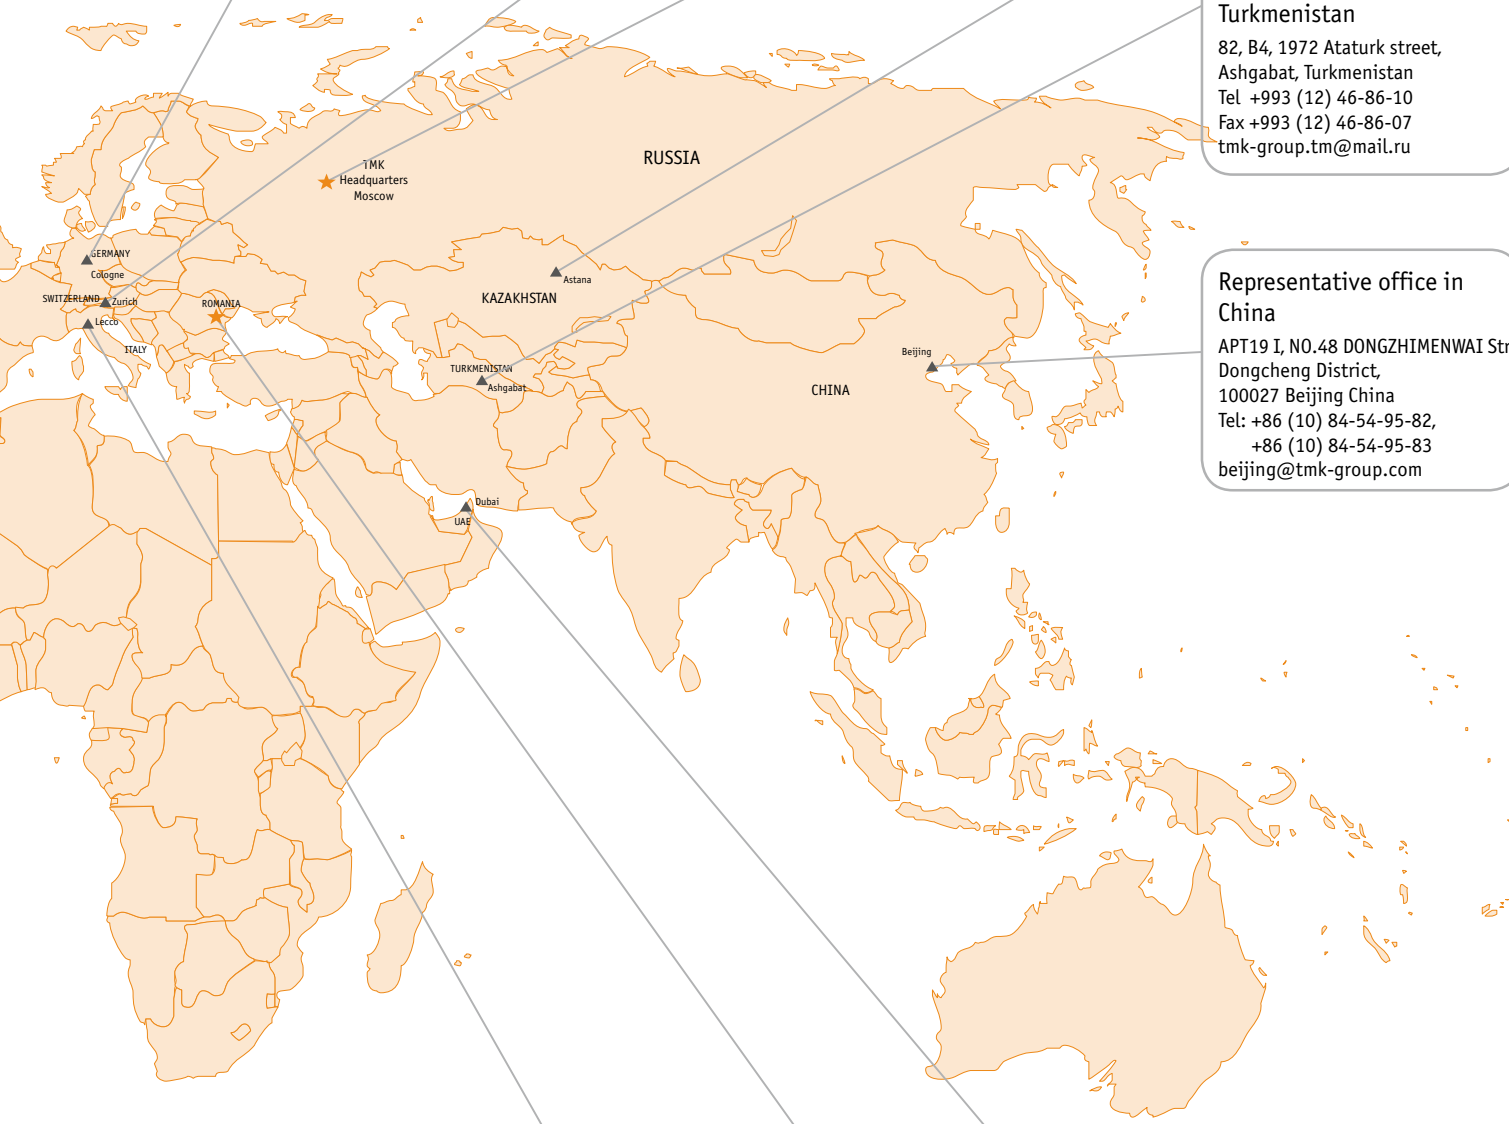 Turkmenistan
82, B4, 1972 Ataturk street,
Ashgabat, Turkmenistan
Tel +993 (12) 46-86-10
Fax +993 (12) 46-86-07
tmk-group.tm@mail.ru
RUSSIA
TMK
Headquarters
Moscow
GERMANY
Cologne
SWITZERLAND
Zurich
ROMANIA
Lecco
ITALY
Astana
KAZAKHSTAN
TURKMENISTAN
Ashgabat
Beijing
CHINA
Dubai
UAE
Representative office in
China
APT19 I, NO.48 DONGZHIMENWAI Str
Dongcheng District,
100027 Beijing China
Tel: +86 (10) 84-54-95-82,
+86 (10) 84-54-95-83
beijing@tmk-group.com